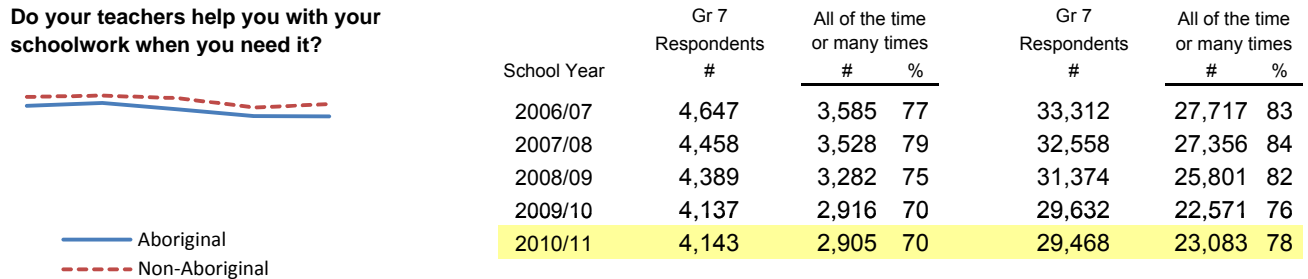 Do your teachers help you with your
schoolwork when you need it?
Aboriginal
Non-Aboriginal
Gr 7 All of the time Gr 7 All of the time
Respondents or many times Respondents or many times
School Year # # % # # %
2006/07 4,647 3,585 77 33,312 27,717 83
2007/08 4,458 3,528 79 32,558 27,356 84
2008/09 4,389 3,282 75 31,374 25,801 82
2009/10 4,137 2,916 70 29,632 22,571 76
2010/11 4,143 2,905 70 29,468 23,083 78